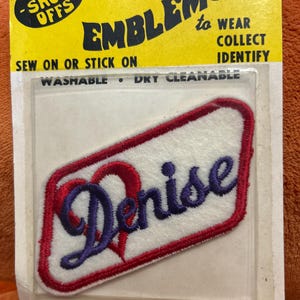 SHOW
OFFS
EMBLEM
to WEAR
COLLECT
IDENTIFY
SEW ON OR STICK ON
WASHABLE • DRY CLEANABLE
Denise